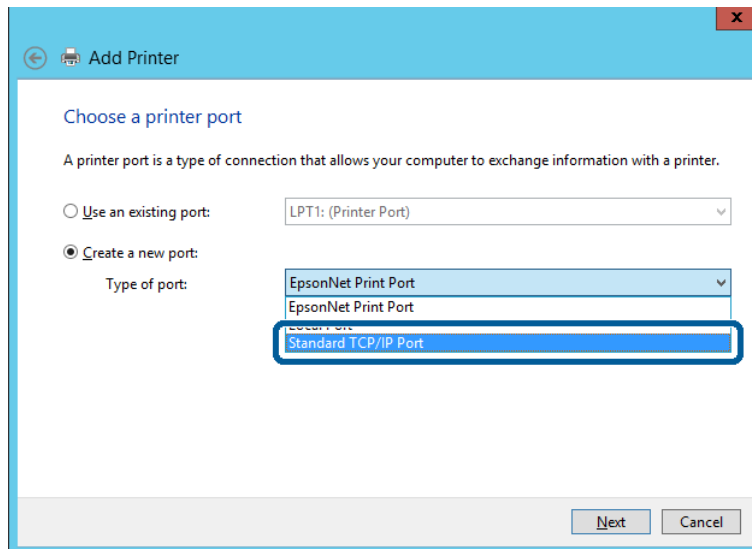 x
Add Printer
Choose a printer port
A printer port is a type of connection that allows your computer to exchange information with a printer.
Use an existing port:
LPT1: (Printer Port)
Create a new port:
Type of port:
EpsonNet Print Port
EpsonNet Print Port
Local Port
Standard TCP/IP Port
Next
Cancel